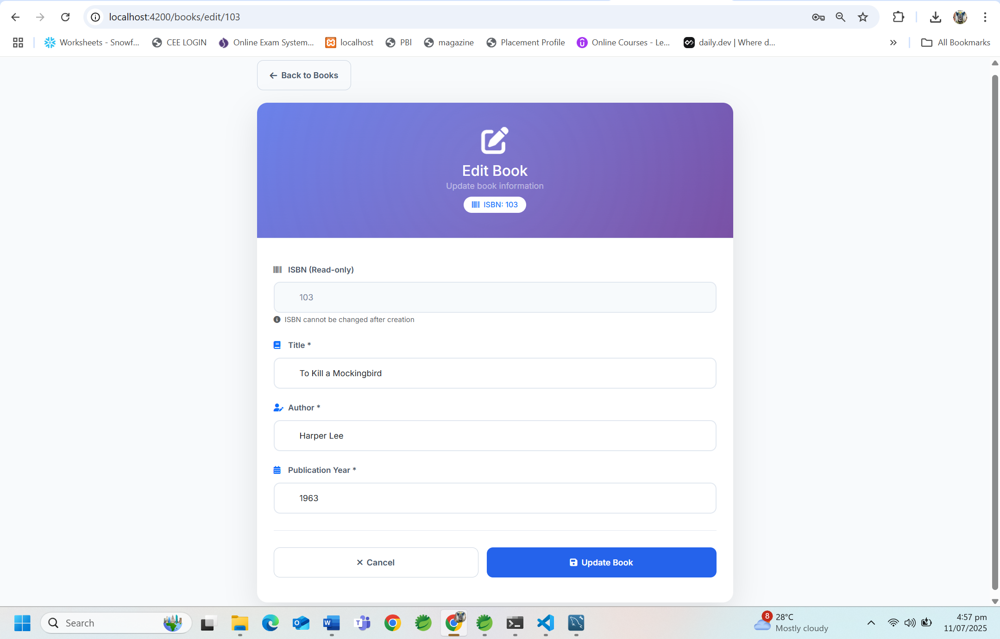 localhost:4200/books/edit/103
Worksheets - Snowf...
CEE LOGIN
Online Exam System...
localhost
PBI
magazine
Placement Profile
Online Courses - Le...
daily.dev | Where d...
All Bookmarks
Back to Books
Edit Book
Update book information
ISBN: 103
ISBN (Read-only)
103
ISBN cannot be changed after creation
Title *
To Kill a Mockingbird
Author *
Harper Lee
Publication Year *
1963
Cancel
Update Book
Search
8
28°C
Mostly cloudy
4:57 pm
11/07/2025